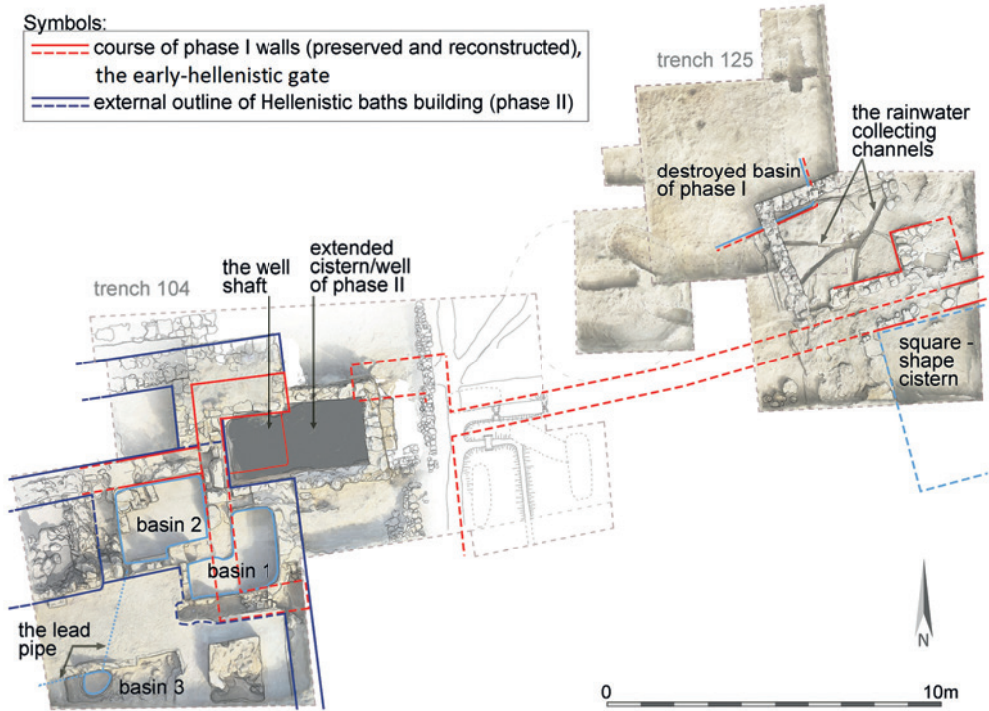 Symbols:
course of phase I walls (preserved and reconstructed),
the early-hellenistic gate
external outline of Hellenistic baths building (phase II)
trench 125
the rainwater
collecting
channels
destroyed basin
of phase I
the well
shaft
extended
cistern/well
of phase II
trench 104
square -
shape
cistern
basin 2
basin 1
the lead
pipe
basin 3
N
0
10m